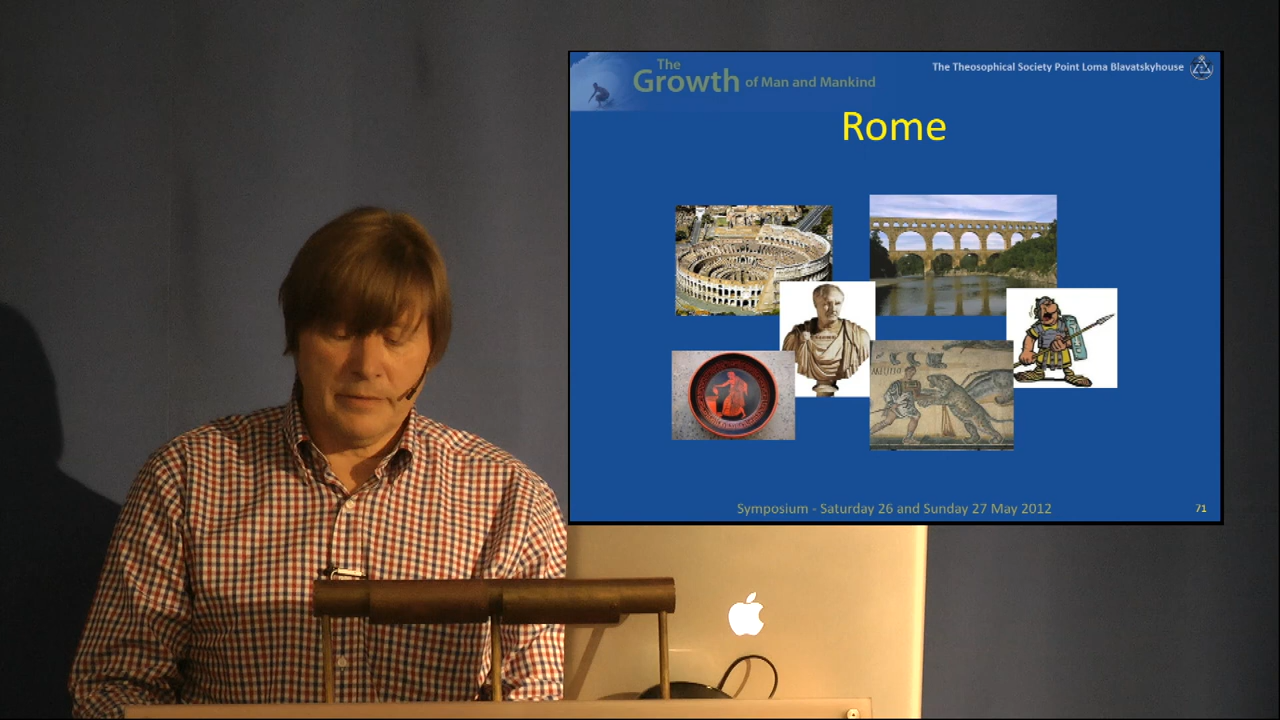 The
Growth of Man and Mankind
The Theosophical Society Point Loma Blavatskyhouse
Rome
Symposium - Saturday 26 and Sunday 27 May 2012
71